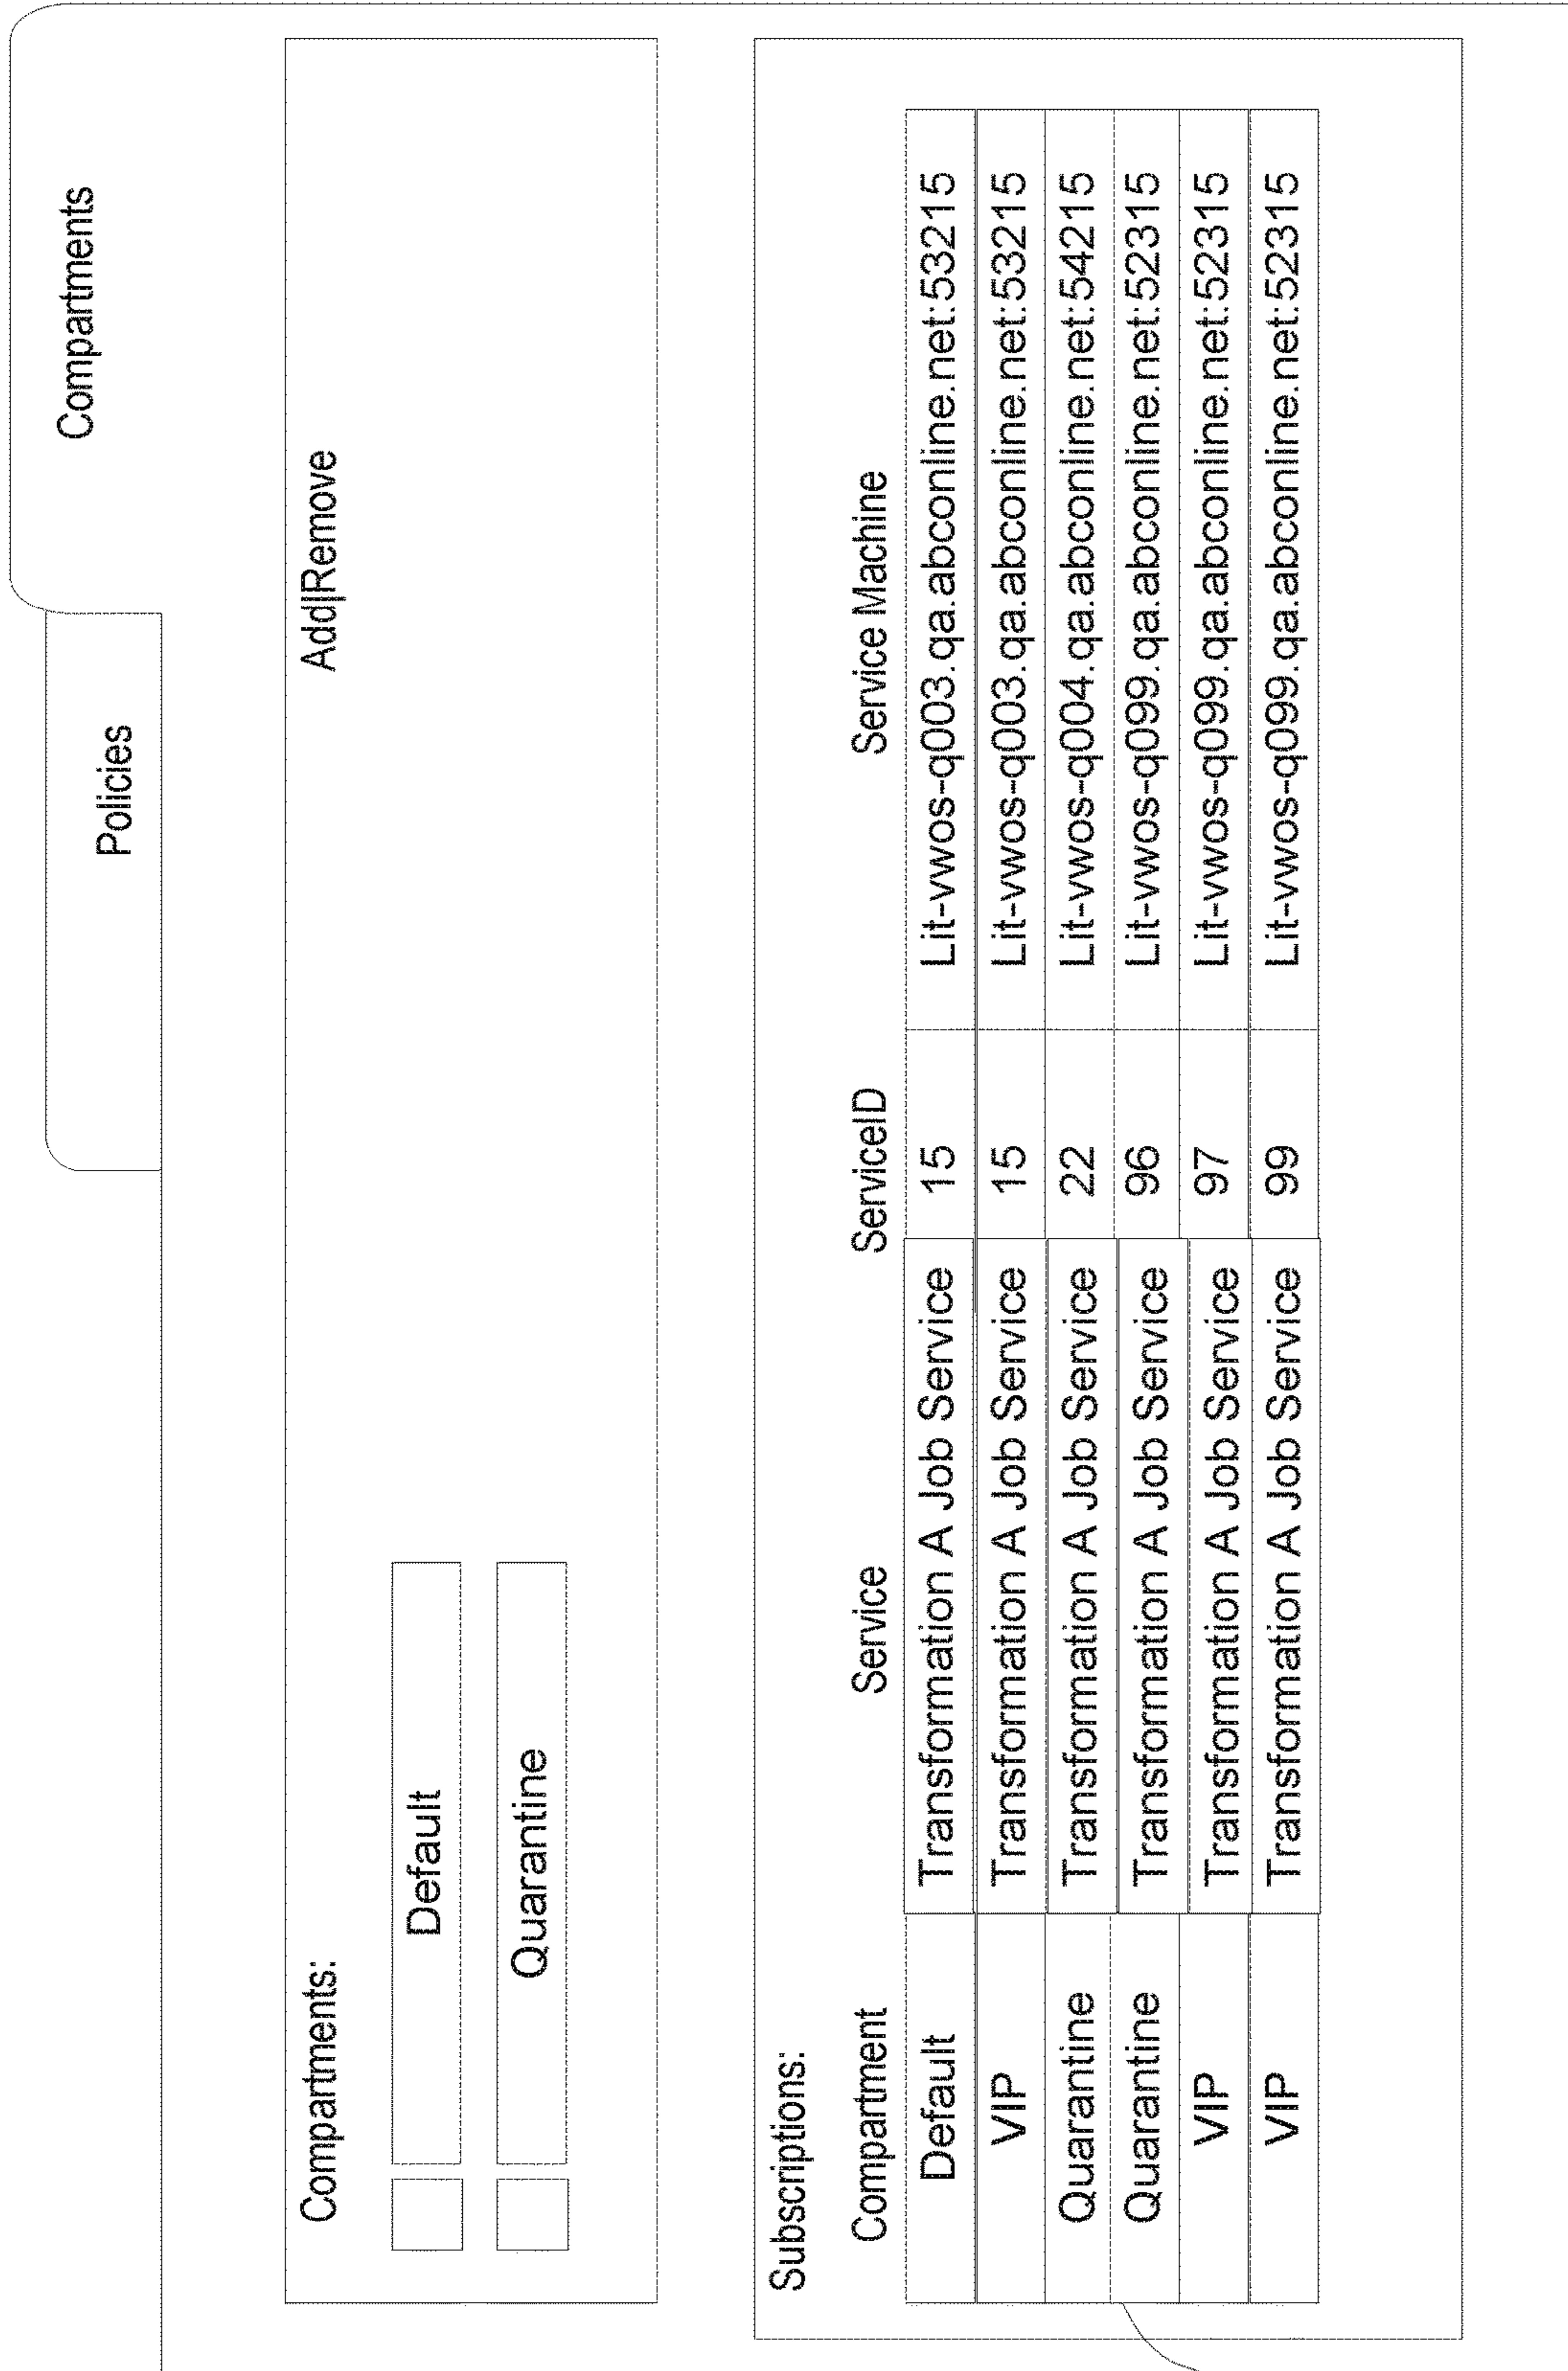 Policies
Compartments
Compartments:
Add|Remove
Default
Quarantine
Subscriptions:
Compartment Service ServiceID Service Machine
Default Transformation A Job Service 15 Lit-vwos-q003.qa.abconline.net:53215
VIP Transformation A Job Service 15 Lit-vwos-q003.qa.abconline.net:53215
Quarantine Transformation A Job Service 22 Lit-vwos-q004.qa.abconline.net:54215
Quarantine Transformation A Job Service 96 Lit-vwos-q099.qa.abconline.net:52315
VIP Transformation A Job Service 97 Lit-vwos-q099.qa.abconline.net:52315
VIP Transformation A Job Service 99 Lit-vwos-q099.qa.abconline.net:52315